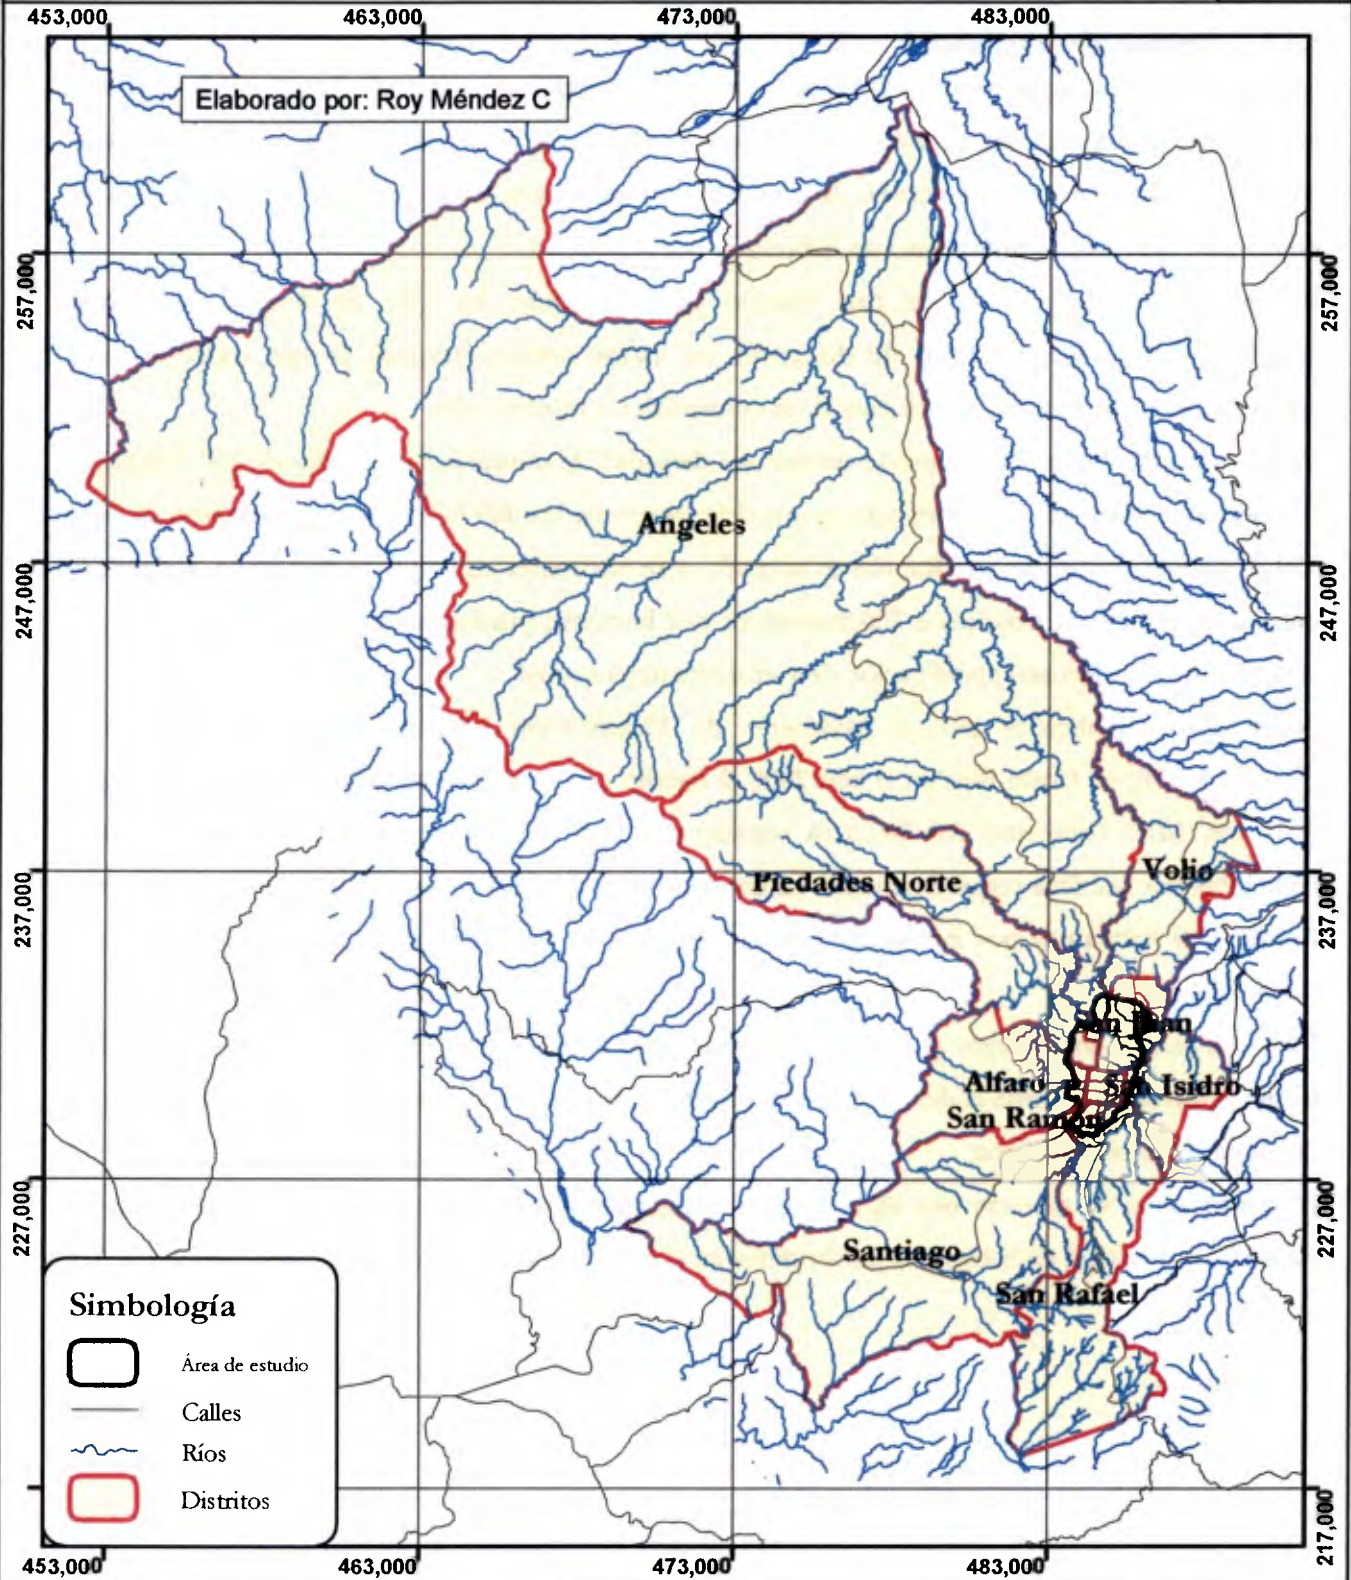 453,000
463,000
473,000
483,000
Elaborado por: Roy Méndez C
257,000
257,000
Angeles
247,000
247,000
Piedades Norte
Volio
237,000
237,000
San Juan
Alfaro
San Isidro
San Ramón
227,000
227,000
Santiago
San Rafael
Simbología
Área de estudio
Calles
Ríos
Distritos
217,000
453,000
463,000
473,000
483,000